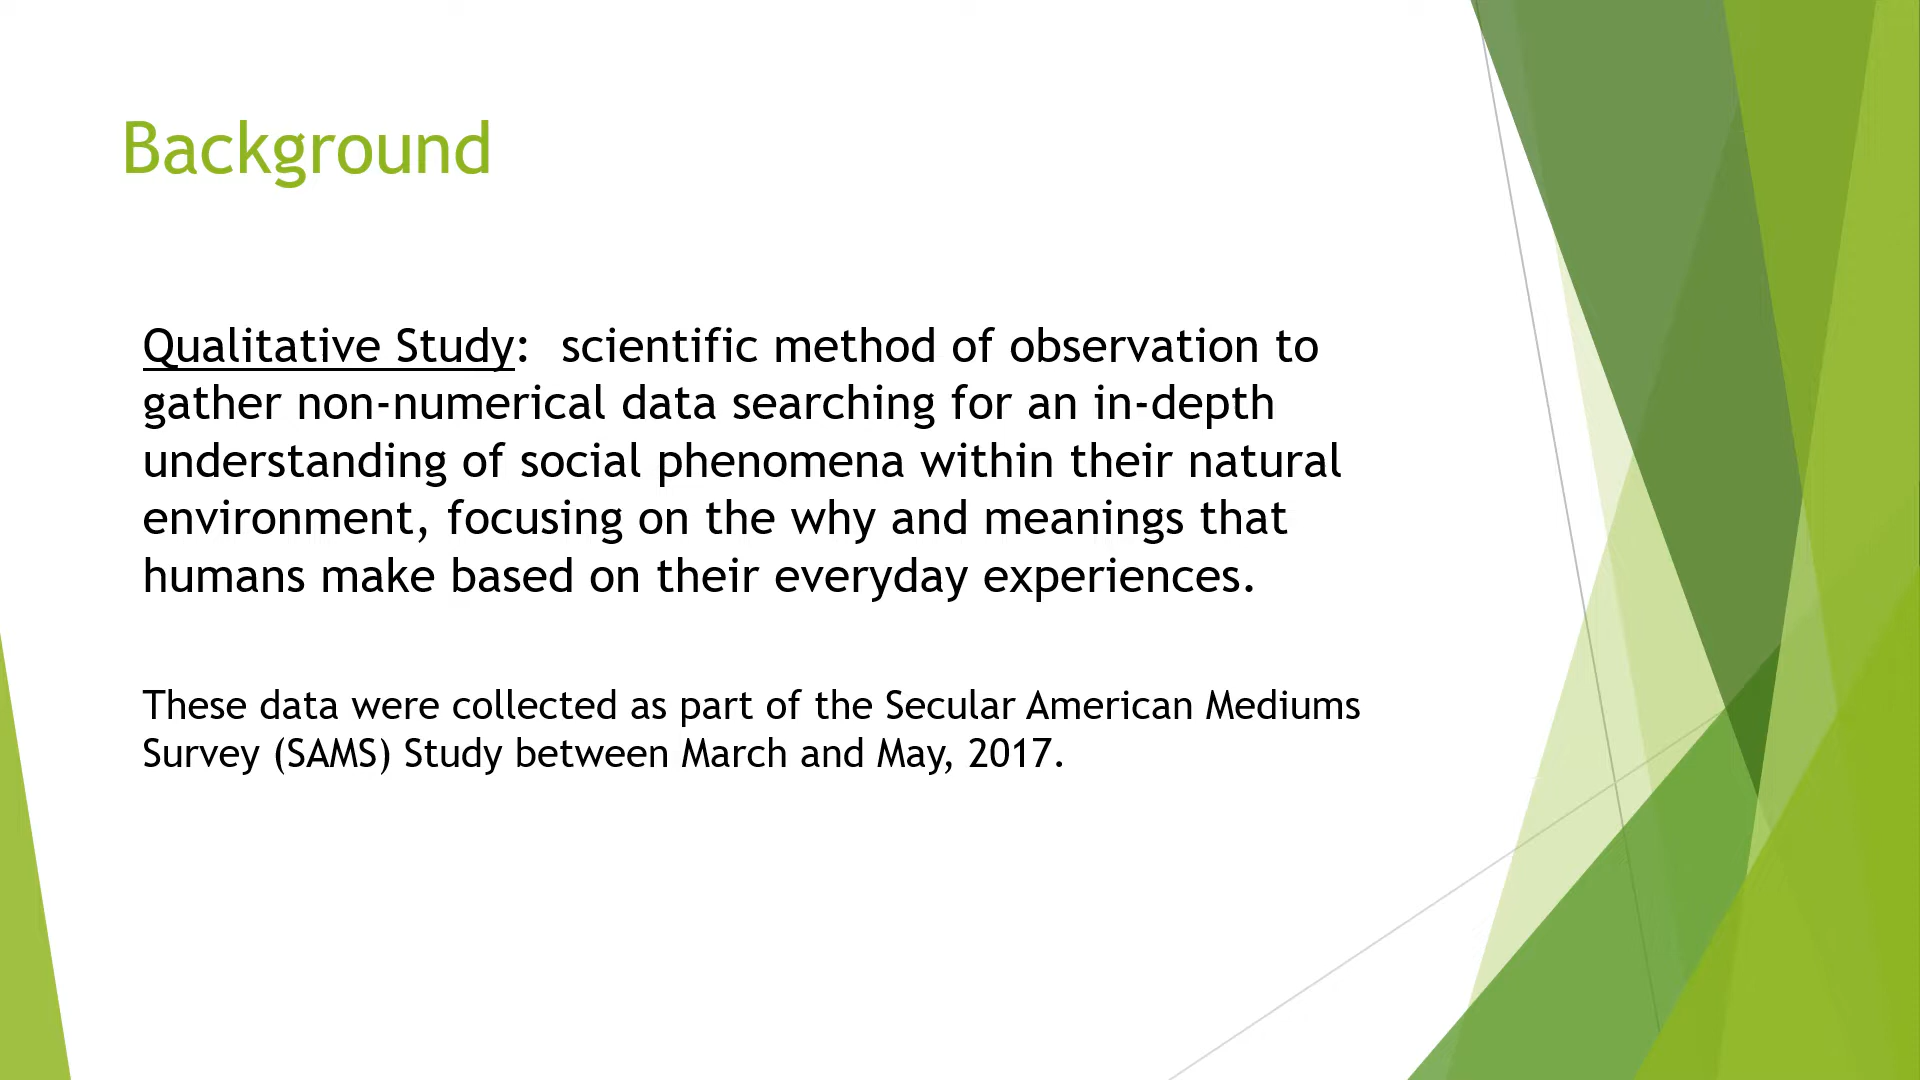 Background
Qualitative Study:  scientific method of observation to
gather non-numerical data searching for an in-depth
understanding of social phenomena within their natural
environment, focusing on the why and meanings that
humans make based on their everyday experiences.
These data were collected as part of the Secular American Mediums
Survey (SAMS) Study between March and May, 2017.